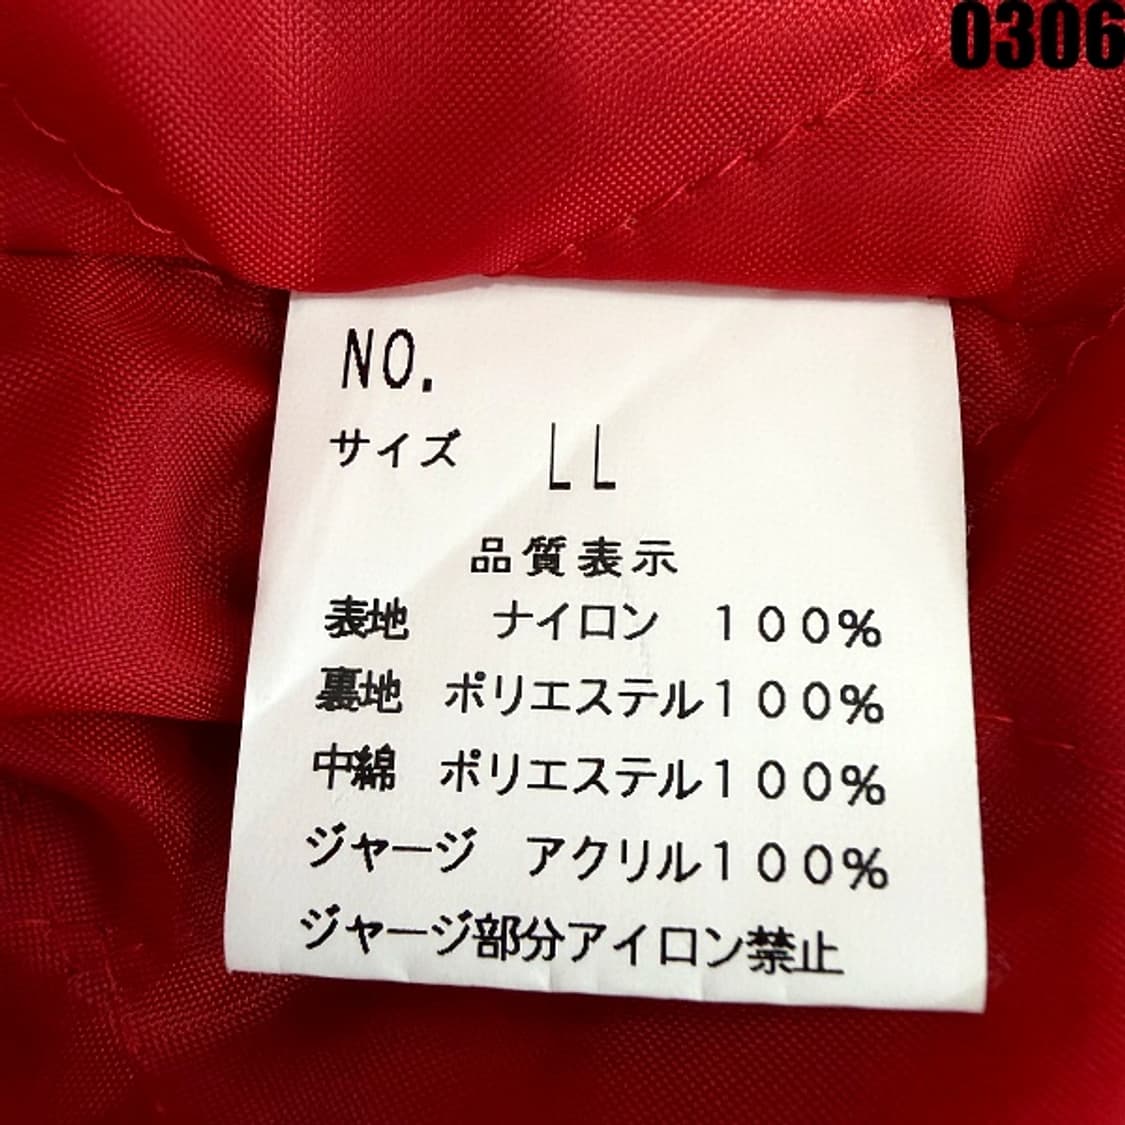 0306
NO.
サイズ LL
品質表示
表地 ナイロン 100%
裏地 ポリエステル100%
中綿 ポリエステル100%
ジャージ アクリル100%
ジャージ部分アイロン禁止